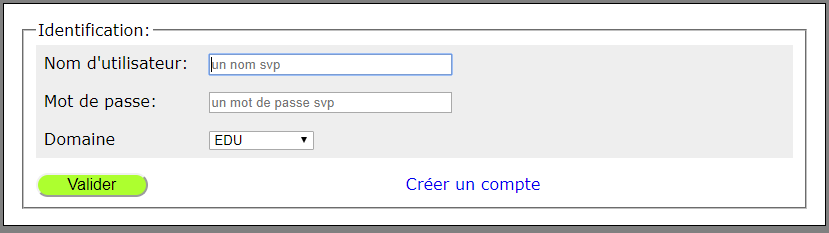 Identification:
Nom d'utilisateur: un nom svp
Mot de passe: un mot de passe svp
Domaine EDU
Valider Créer un compte